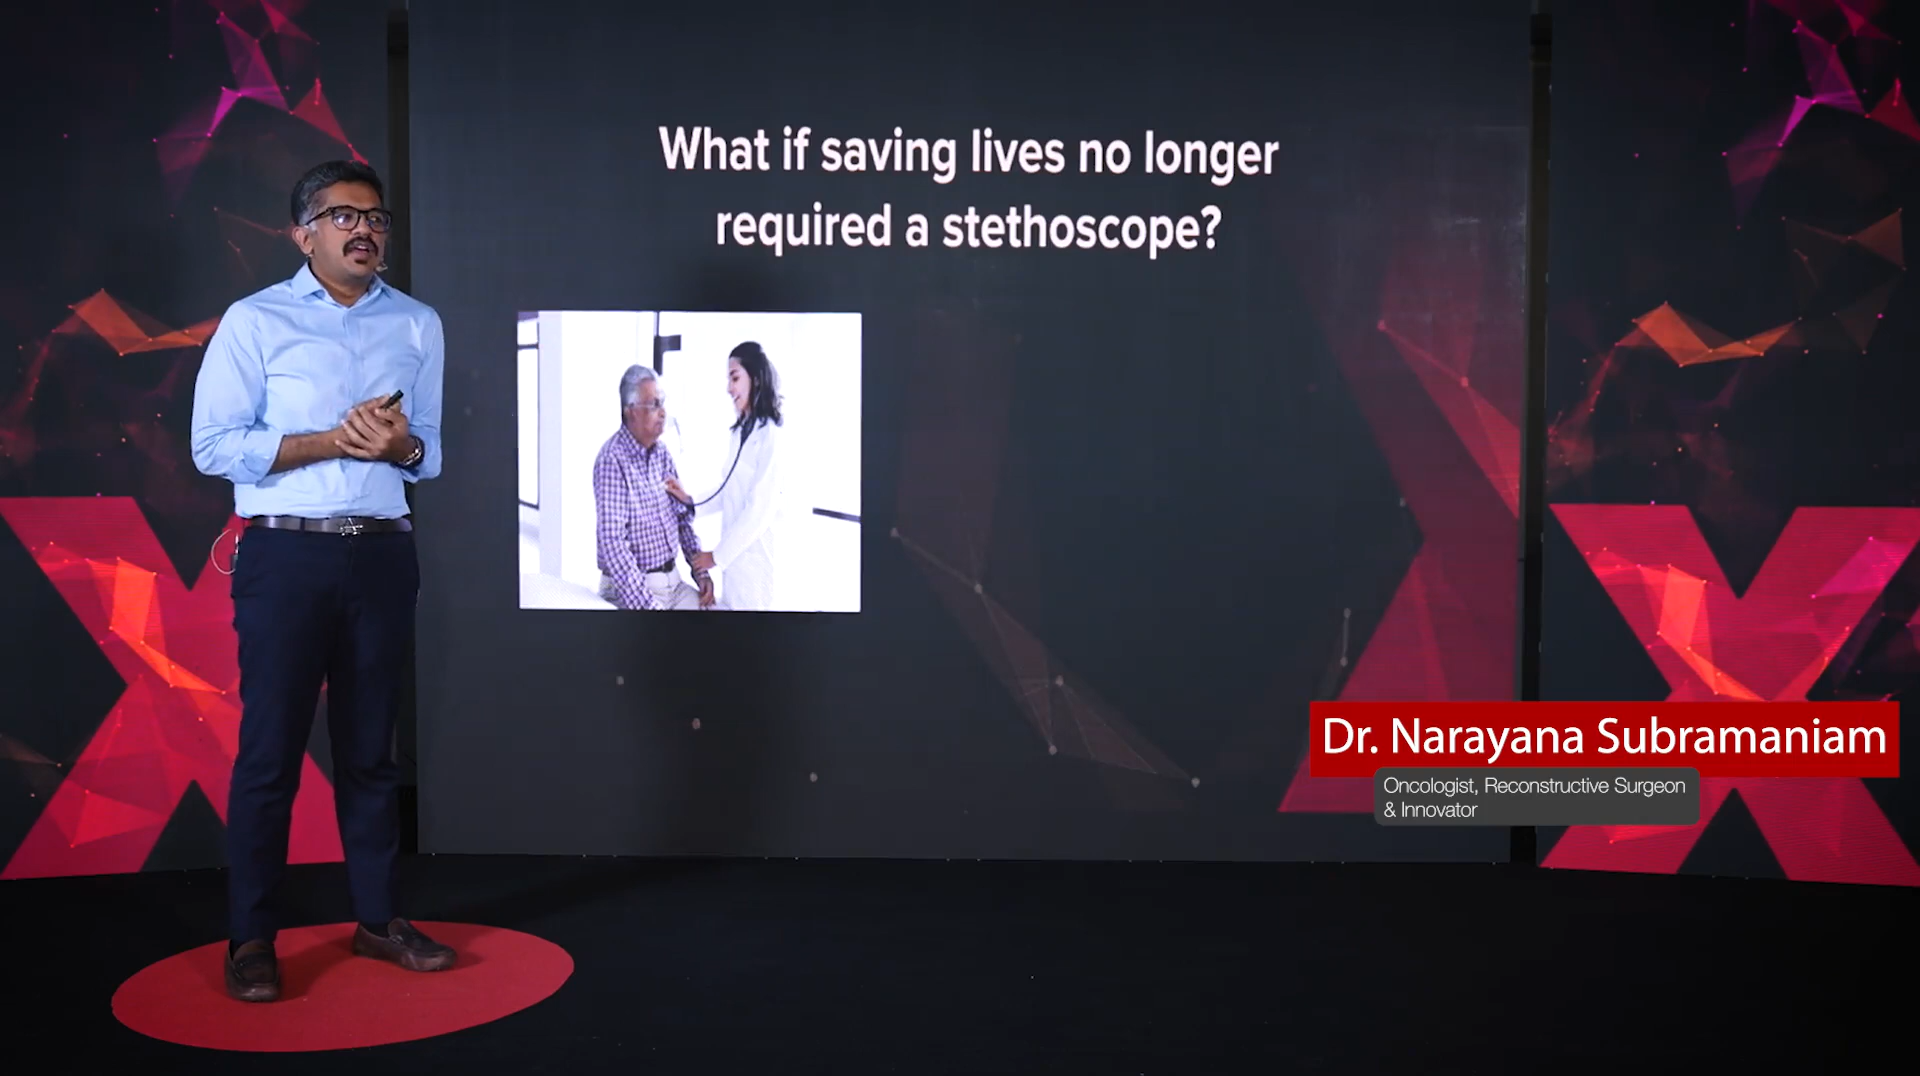 What if saving lives no longer
required a stethoscope?
Dr. Narayana Subramaniam
Oncologist, Reconstructive Surgeon
& Innovator
X
X